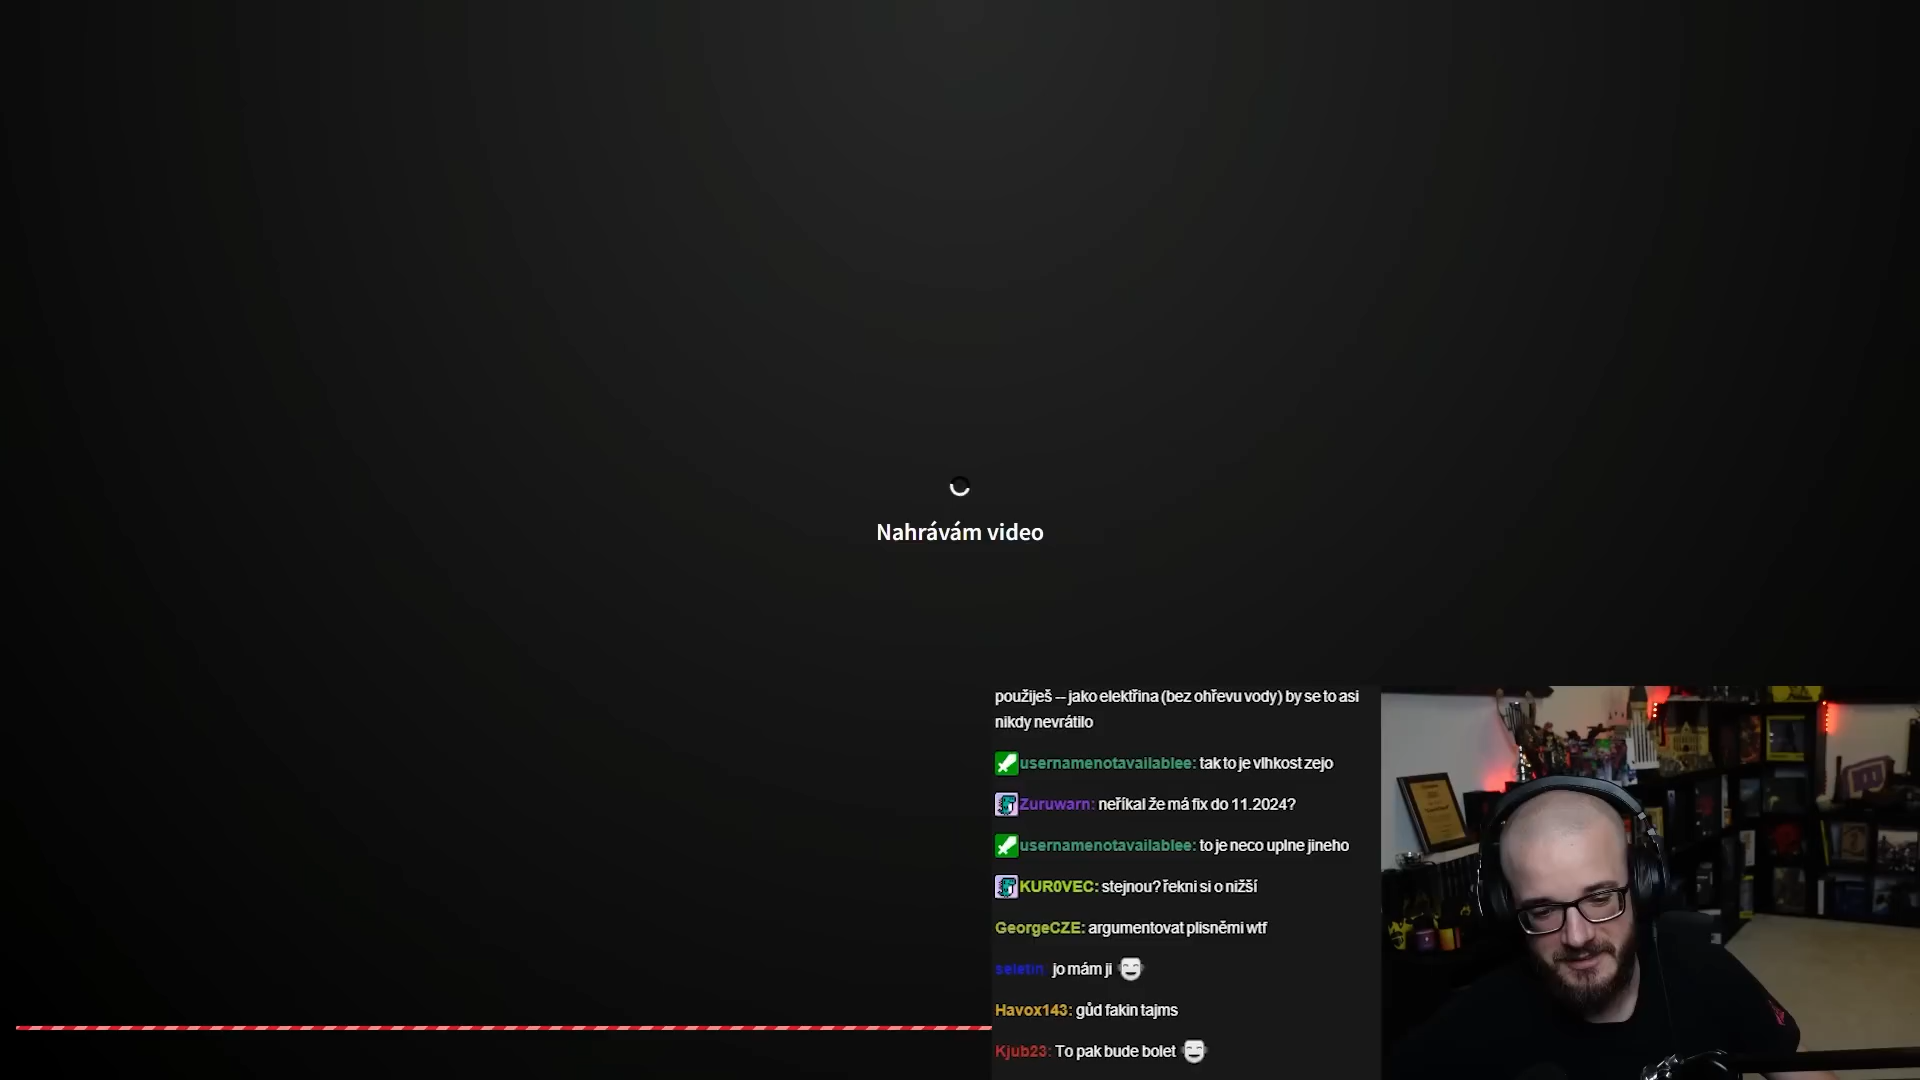 Nahrávám video
použiješ -- jako elektřina (bez ohřevu vody) by se to asi
nikdy nevrátilo
usernamenotavailablee: tak to je vlhkost zejo
Zuruwarn: neříkal že má fix do 11.2024?
usernamenotavailablee: to je neco uplne jineho
KUR0VEC: stejnou? řekni si o nižší
GeorgeCZE: argumentovat plisněmi wtf
seletin jo mám ji
Havox143: gůd fakin tajms
Kjub23: To pak bude bolet